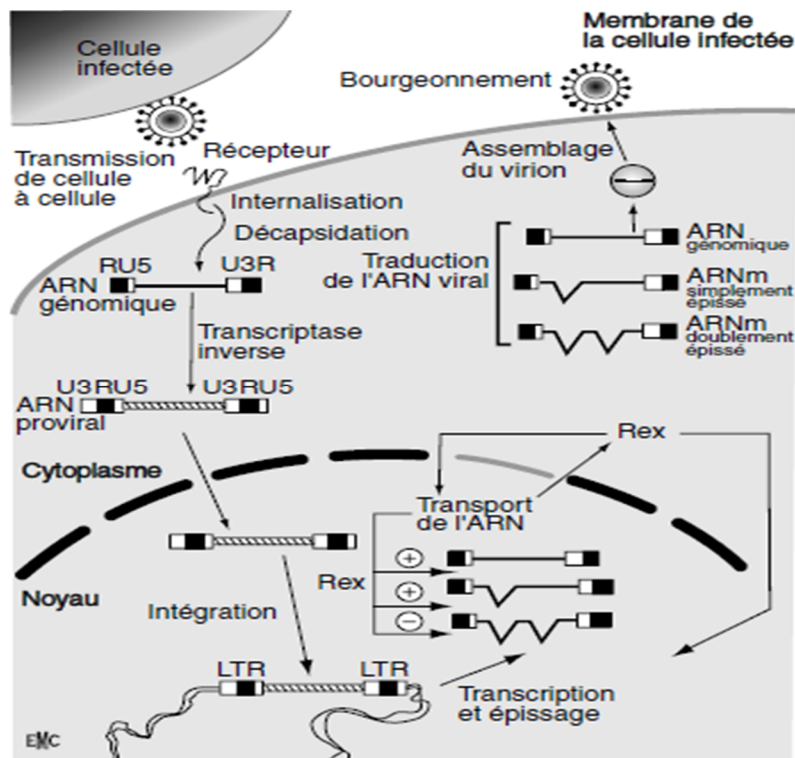 Cellule
infectée
Membrane de
la cellule infectée
Bourgeonnement
Transmission
de cellule
à cellule
Récepteur
Internalisation
Décapsidation
Assemblage
du virion
Traduction
de l'ARN viral
ARN
génomique
ARNm
simplement
épissé
ARNm
doublement
épissé
RU5 U3R
ARN
génomique
Transcriptase
inverse
U3RU5 U3RU5
ARN
proviral
Cytoplasme
Rex
Transport
de l'ARN
Rex
+
+
−
Noyau
Intégration
LTR LTR
Transcription
et épissage
EMC